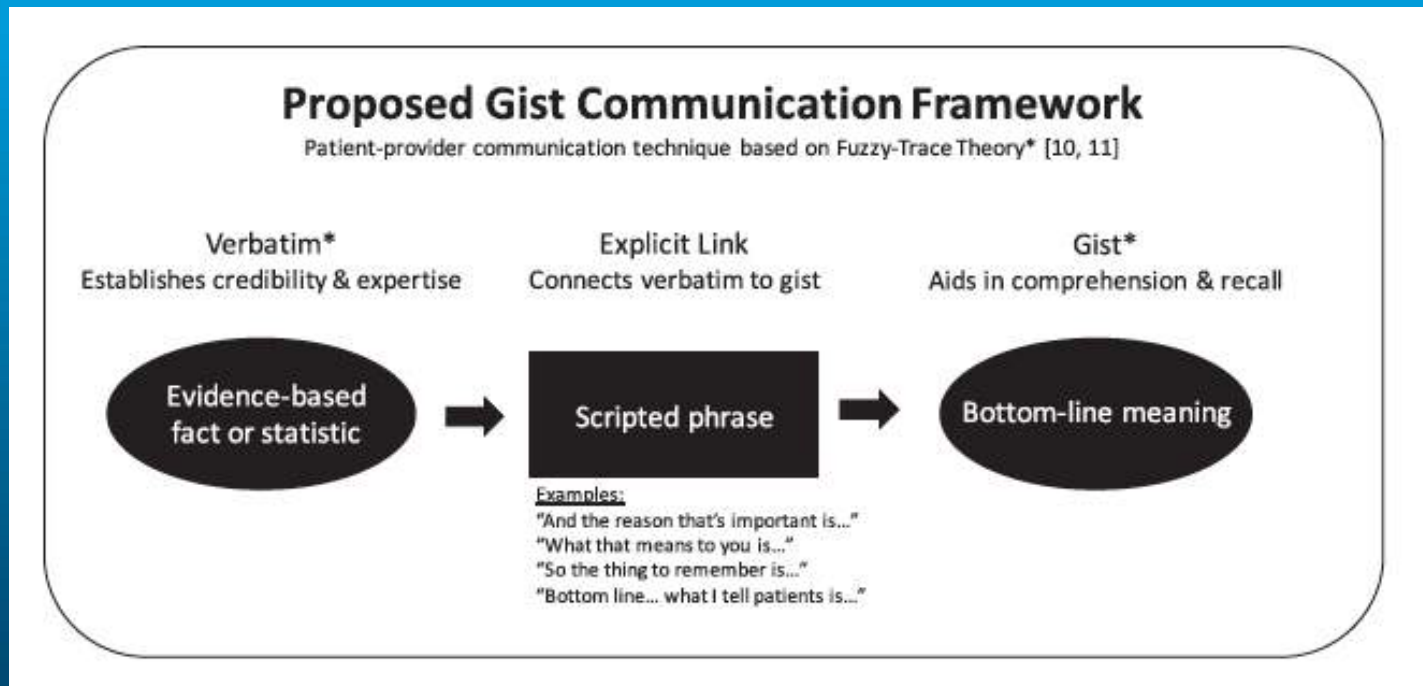 Proposed Gist Communication Framework
Patient-provider communication technique based on Fuzzy-Trace Theory* [10, 11]
Verbatim*
Establishes credibility & expertise
Explicit Link
Connects verbatim to gist
Gist*
Aids in comprehension & recall
Evidence-based
fact or statistic
Scripted phrase
Bottom-line meaning
Examples:
“And the reason that’s important is...”
“What that means to you is...”
“So the thing to remember is...”
“Bottom line... what I tell patients is...”